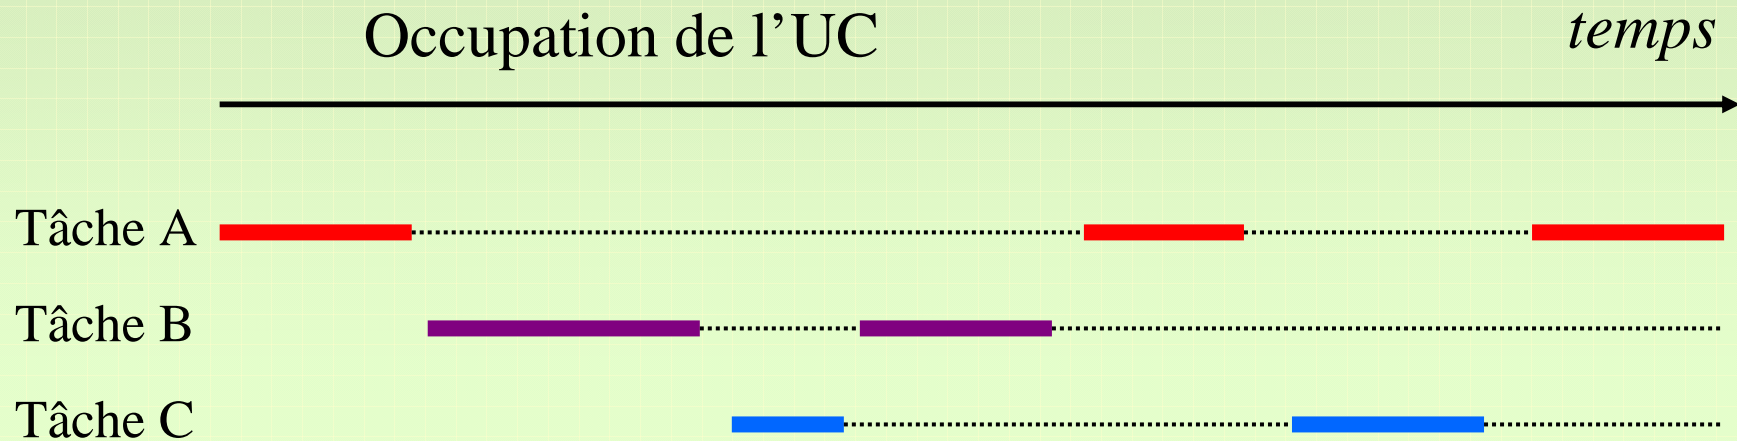 Occupation de l’UC
temps
Tâche A
Tâche B
Tâche C